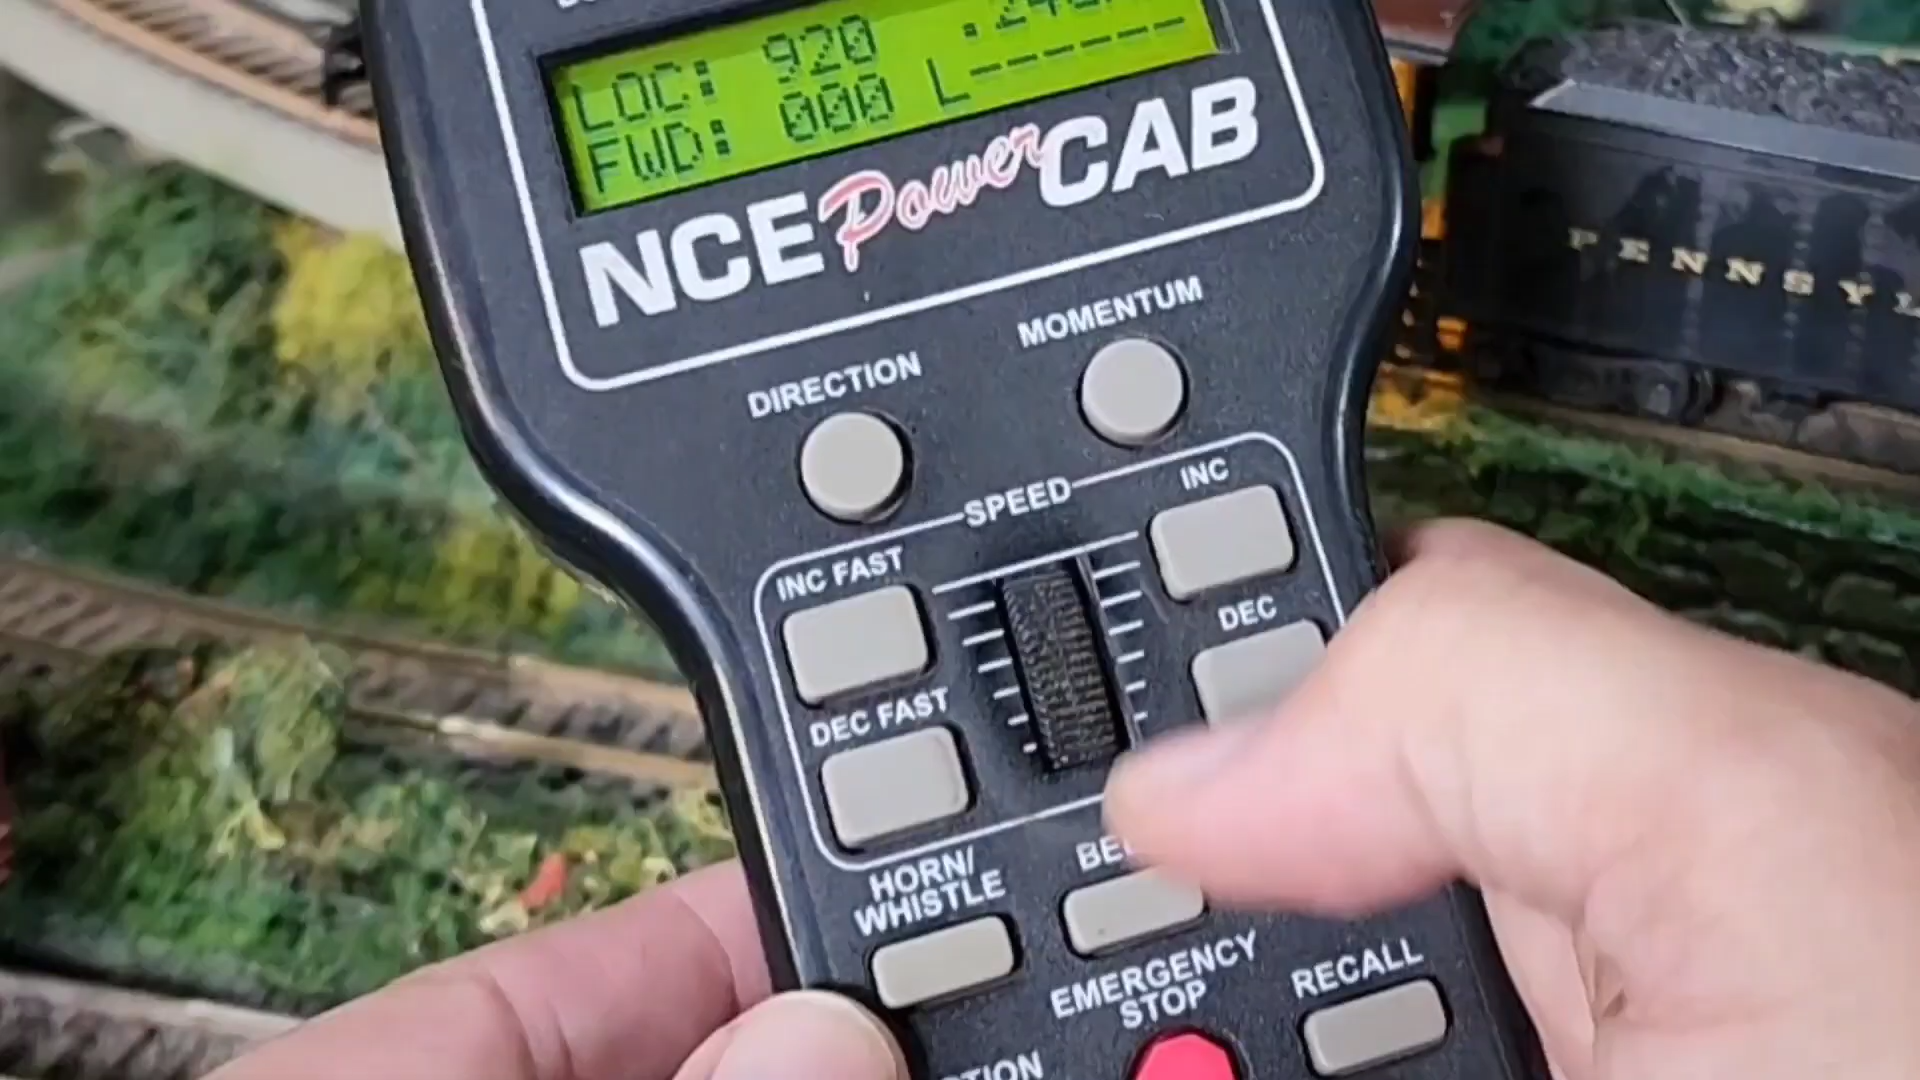 LOC: 920
FWD: 000 L------
NCE Power CAB
DIRECTION
MOMENTUM
SPEED
INC FAST
INC
DEC FAST
DEC
HORN/
WHISTLE
EMERGENCY
STOP
RECALL
PENNSYL